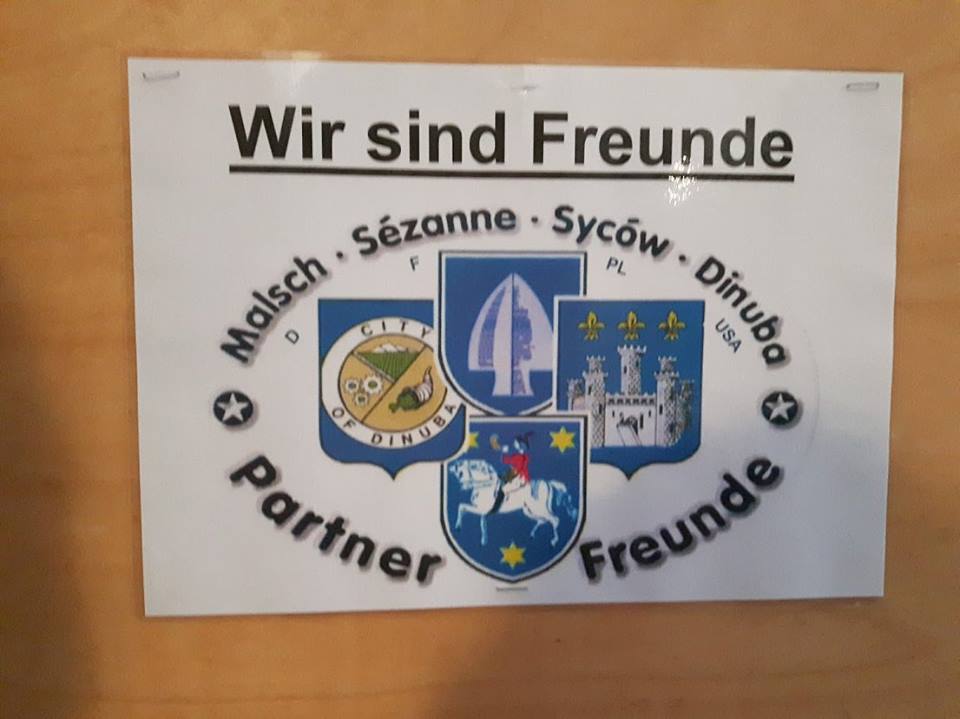 Wir sind Freunde
Malsch · Sézanne · Syców · Dinuba
D F PL USA
CITY
OF DINUBA
Partner Freunde